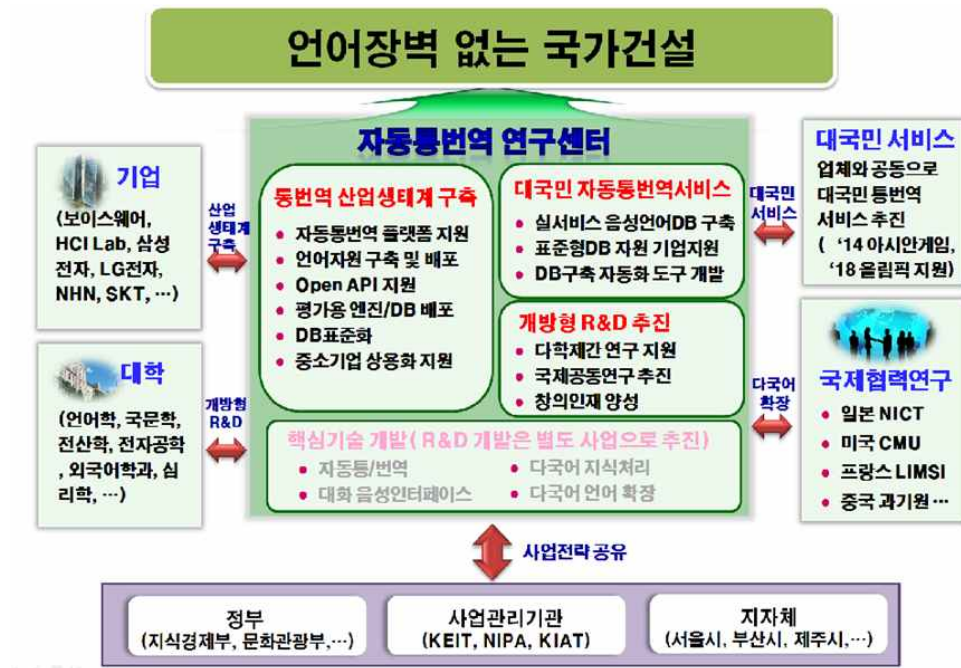 언어장벽 없는 국가건설
자동통번역 연구센터
기업
(보이스웨어,
HCI Lab, 삼성
전자, LG전자,
NHN, SKT, …)
산업
생태계
구축
대학
(언어학, 국문학,
전산학, 전자공학
, 외국어학과, 심
리학, …)
개방형
R&D
통번역 산업생태계 구축
• 자동통번역 플랫폼 지원
• 언어자원 구축 및 배포
• Open API 지원
• 평가용 엔진/DB 배포
• DB표준화
• 중소기업 상용화 지원
대국민 자동통번역서비스
• 실서비스 음성언어DB 구축
• 표준형DB 자원 기업지원
• DB구축 자동화 도구 개발
개방형 R&D 추진
• 다학제간 연구 지원
• 국제공동연구 추진
• 창의인재 양성
핵심기술 개발( R&D 개발은 별도 사업으로 추진)
• 자동통/번역
• 대화 음성인터페이스
• 다국어 지식처리
• 다국어 언어 확장
대국민
서비스
대국민 서비스
업체와 공동으로
대국민 통번역
서비스 추진
( ‘14 아시안게임,
‘18 올림픽 지원)
다국어
확장
국제협력연구
• 일본 NICT
• 미국 CMU
• 프랑스 LIMSI
• 중국 과기원 …
사업전략 공유
정부
(지식경제부, 문화관광부,…)
사업관리기관
(KEIT, NIPA, KIAT)
지자체
(서울시, 부산시, 제주시,…)